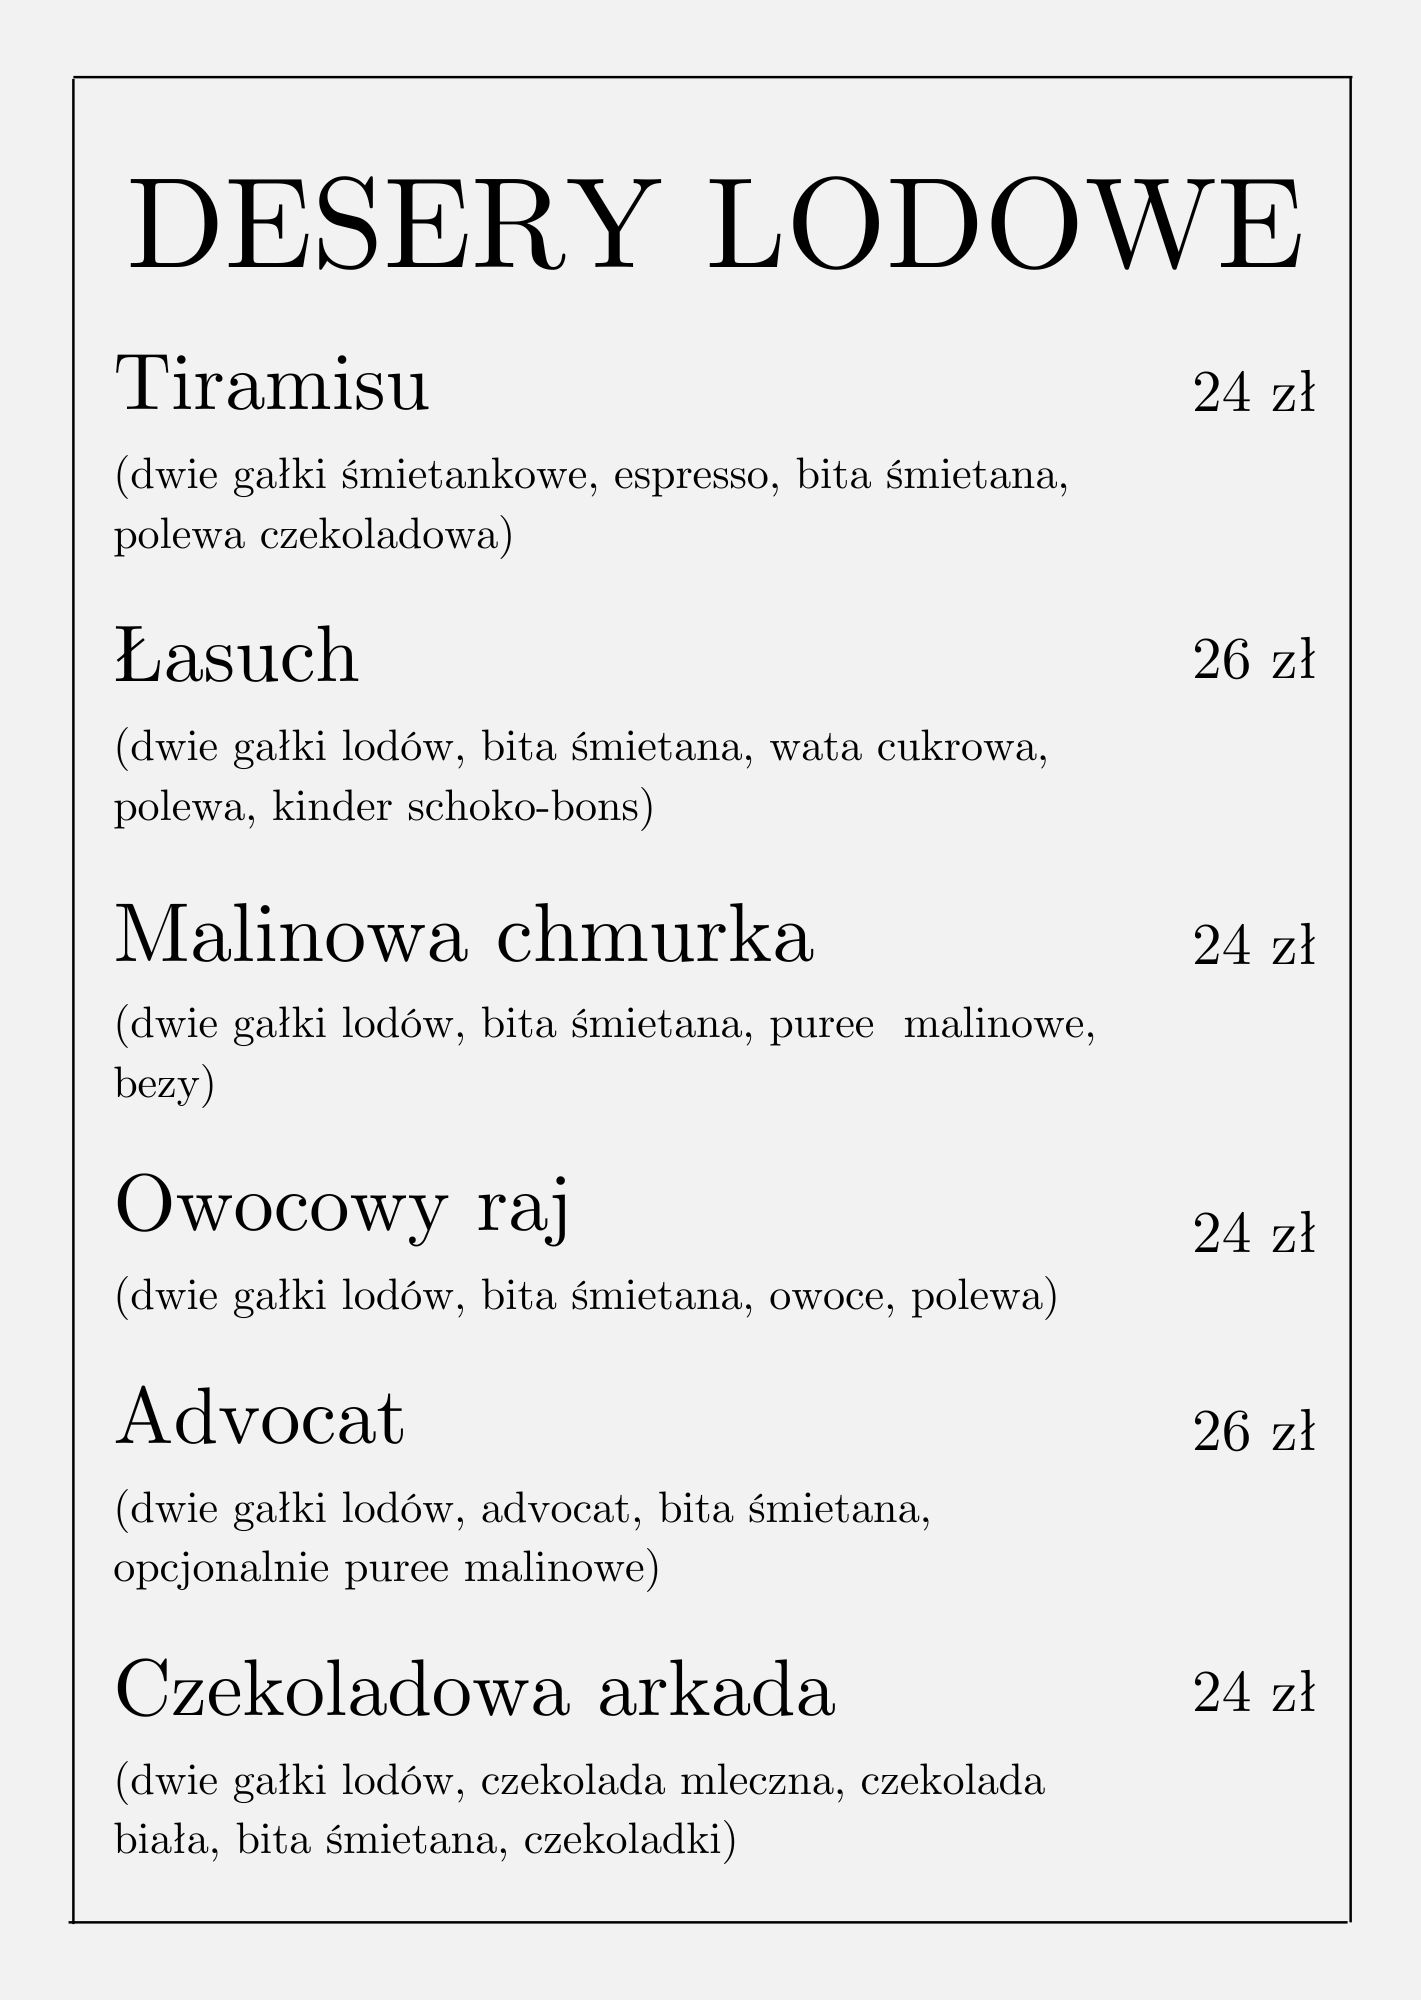 DESERY LODOWE
Tiramisu 24 zł
(dwie gałki śmietankowe, espresso, bita śmietana,
polewa czekoladowa)
Łasuch 26 zł
(dwie gałki lodów, bita śmietana, wata cukrowa,
polewa, kinder schoko-bons)
Malinowa chmurka 24 zł
(dwie gałki lodów, bita śmietana, puree  malinowe,
bezy)
Owocowy raj 24 zł
(dwie gałki lodów, bita śmietana, owoce, polewa)
Advocat 26 zł
(dwie gałki lodów, advocat, bita śmietana,
opcjonalnie puree malinowe)
Czekoladowa arkada 24 zł
(dwie gałki lodów, czekolada mleczna, czekolada
biała, bita śmietana, czekoladki)